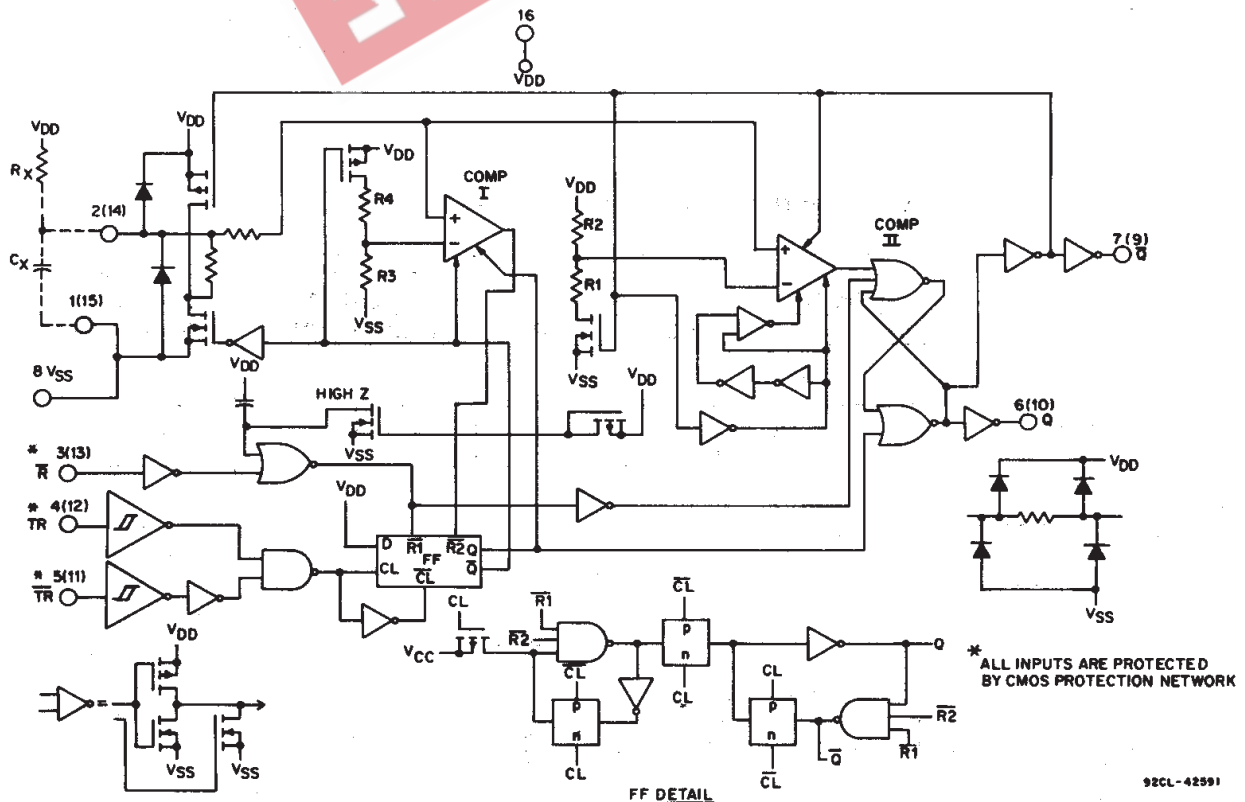 16
VDD
VDD
RX
2(14)
CX
1(15)
8 VSS
VDD
VDD
R4
R3
VSS
COMP
I
+
−
VDD
R2
R1
VSS
COMP
II
+
−
7(9)
Q̅
6(10)
Q
VDD
HIGH Z
VSS
VDD
* 3(13)
R̅
* 4(12)
TR
* 5(11)
T̅R̅
VDD
D
R̅1̅
R̅2̅
Q
FF
CL
C̅L̅
Q̅
VDD
VSS
VSS
VDD
VSS
*
ALL INPUTS ARE PROTECTED
BY CMOS PROTECTION NETWORK
CL
VCC
R̅1̅
R̅2̅
C̅L̅
p
n
CL
C̅L̅
p
n
CL
Q
CL
p
n
C̅L̅
Q̅
R̅2̅
R̅1̅
FF DETAIL
92CL-42591